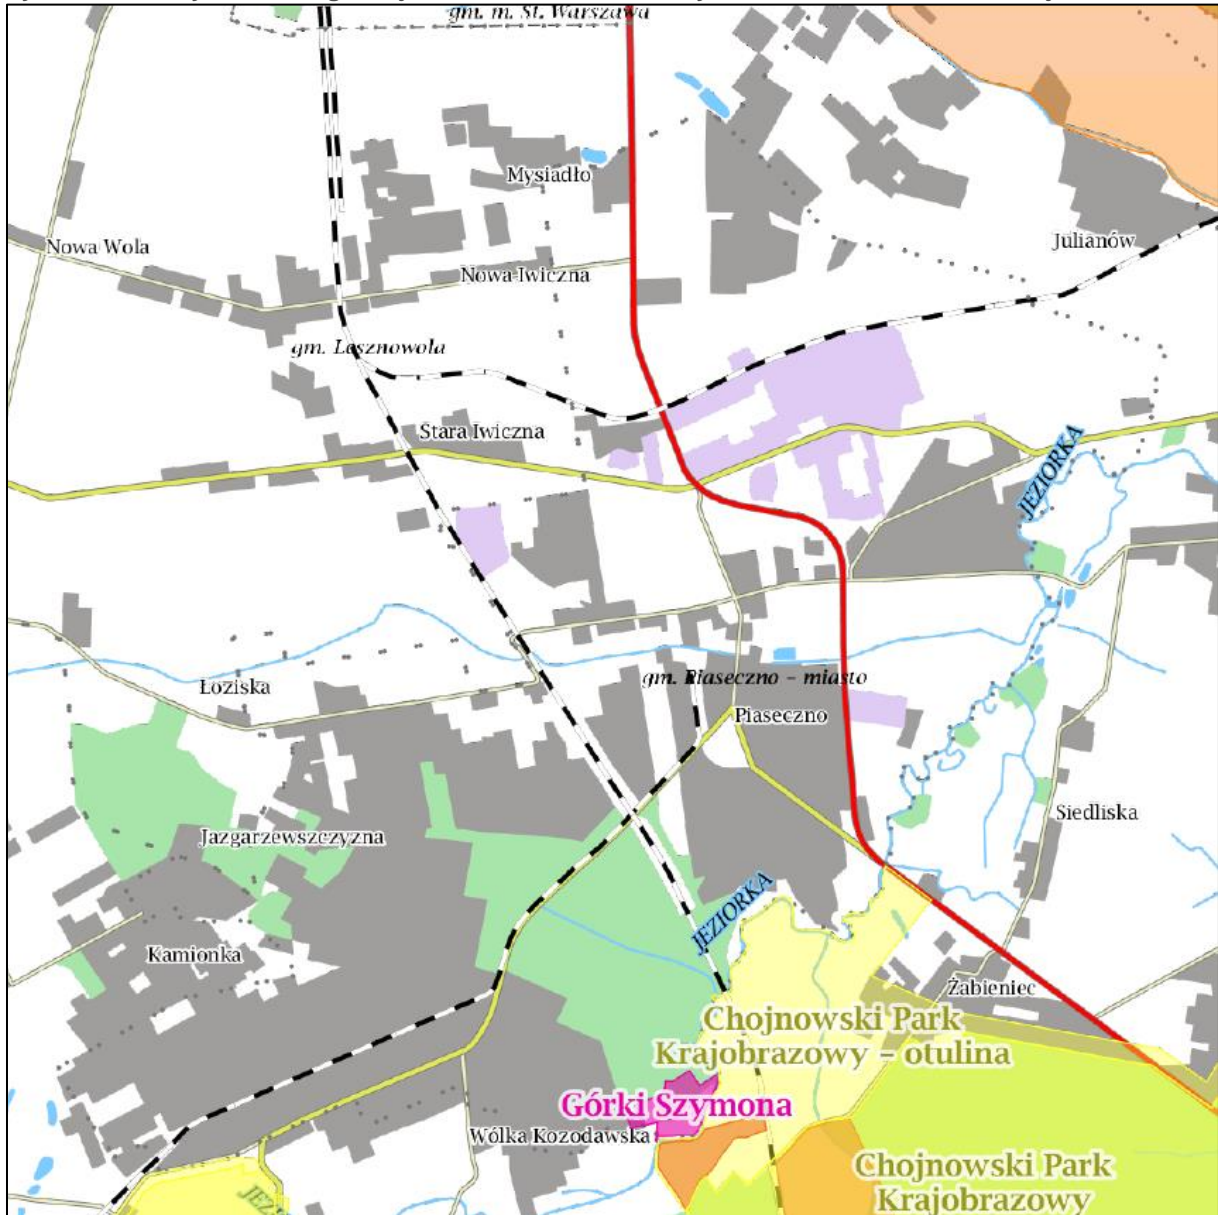 gm. m. St. Warszawa
Mysiadło
Nowa Wola
Julianów
Nowa Iwiczna
gm. Lesznowola
Stara Iwiczna
JEZIORKA
Łoziska
gm. Piaseczno – miasto
Piaseczno
Siedliska
Jazgarzewszczyzna
JEZIORKA
Kamionka
Żabieniec
Chojnowski Park
Krajobrazowy – otulina
Górki Szymona
Wólka Kozodawska
Chojnowski Park
Krajobrazowy